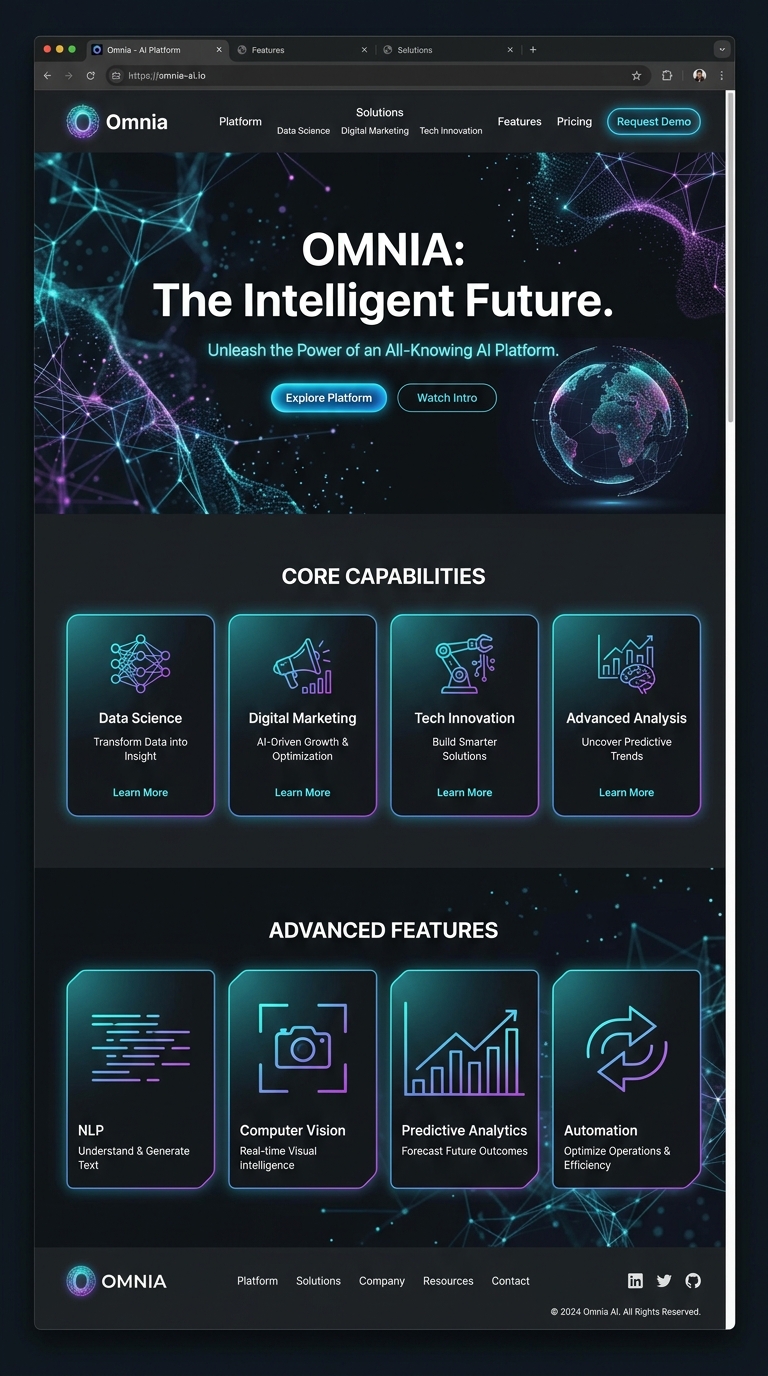 Omnia - AI Platform
Features
Selutions
https://omnie-al.io
Omnia
Platform
Solutions
Data Science
Digital Marketing
Tech Innovation
Features
Pricing
Request Demo
OMNIA:
The Intelligent Future.
Unleash the Power of an All-Knowing AI Platform.
Explore Platform
Watch Intro
CORE CAPABILITIES
Data Science
Transform Data into
Insight
Learn More
Digital Marketing
AI-Driven Growth &
Optimization
Learn More
Tech Innovation
Build Smarter
Solutions
Learn More
Advanced Analysis
Uncover Predictive
Trends
Learn More
ADVANCED FEATURES
NLP
Understand & Generate
Text
Computer Vision
Real-time Visual
Intelligence
Predictive Analytics
Forecast Future Outcomes
Automation
Optimize Operations &
Efficiency
OMNIA
Platform
Solutions
Company
Resources
Contact
© 2024 Omnia AI. All Rights Reserved.